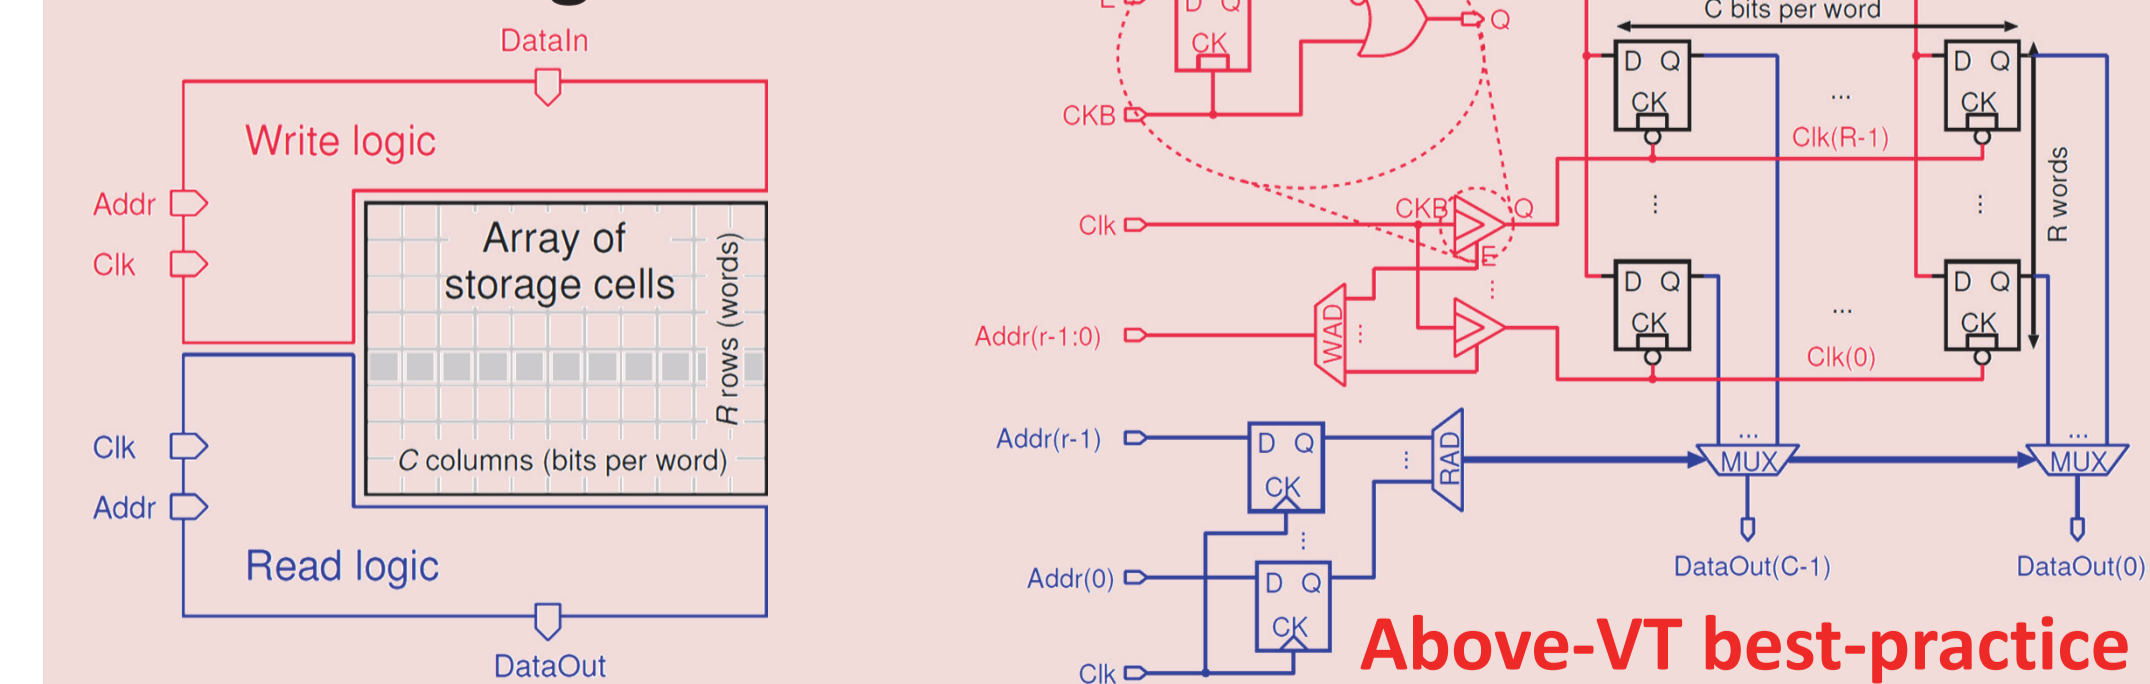 DataIn
Write logic
Addr
Clk
Array of
storage cells
R rows (words)
C columns (bits per word)
Clk
Addr
Read logic
DataOut
E
D Q
CK
Q
CKB
Clk
CKB
Q
E
Addr(r-1:0)
WAD
C bits per word
D Q
CK
...
D Q
CK
Clk(R-1)
...
...
R words
D Q
CK
...
D Q
CK
Clk(0)
Addr(r-1)
D Q
CK
...
RAD
...
MUX
...
MUX
Addr(0)
D Q
CK
Clk
DataOut(C-1)
DataOut(0)
Above-VT best-practice